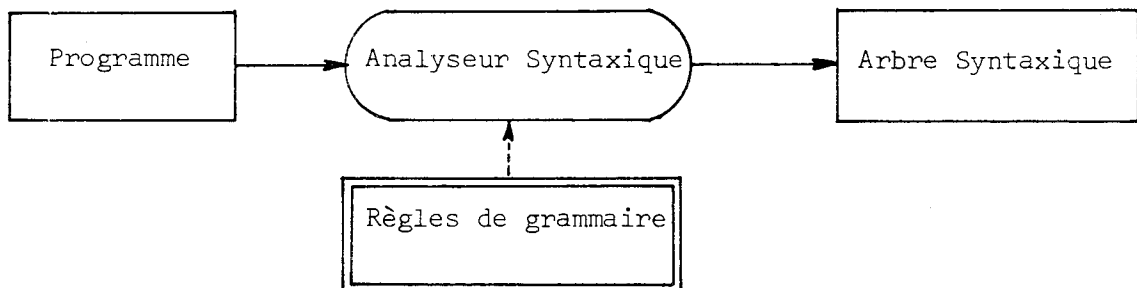 Programme
Analyseur Syntaxique
Arbre Syntaxique
Règles de grammaire